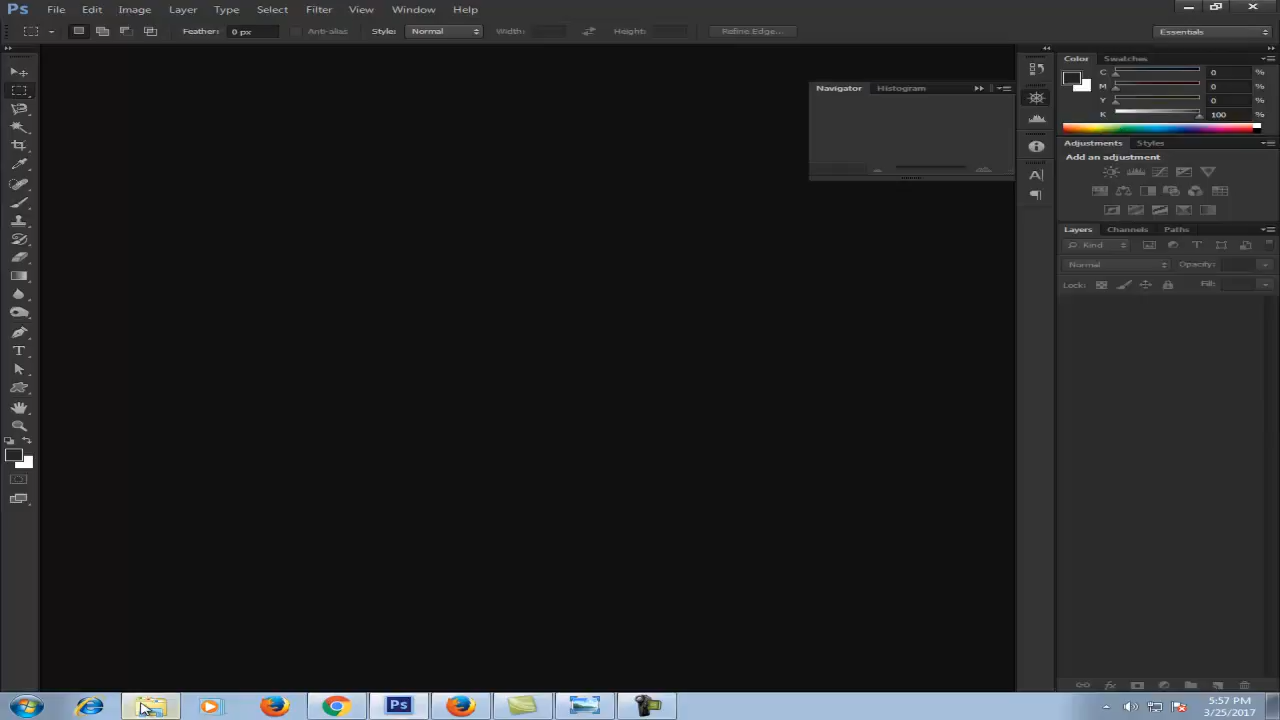 Ps File Edit Image Layer Type Select Filter View Window Help
Feather: 0 px Anti-alias Style: Normal Width: Height: Refine Edge... Essentials
Color Swatches
C 0 %
M 0 %
Y 0 %
K 100 %
Navigator Histogram
Adjustments Styles
Add an adjustment
Layers Channels Paths
Kind
Normal Opacity:
Lock: Fill:
5:57 PM
3/25/2017